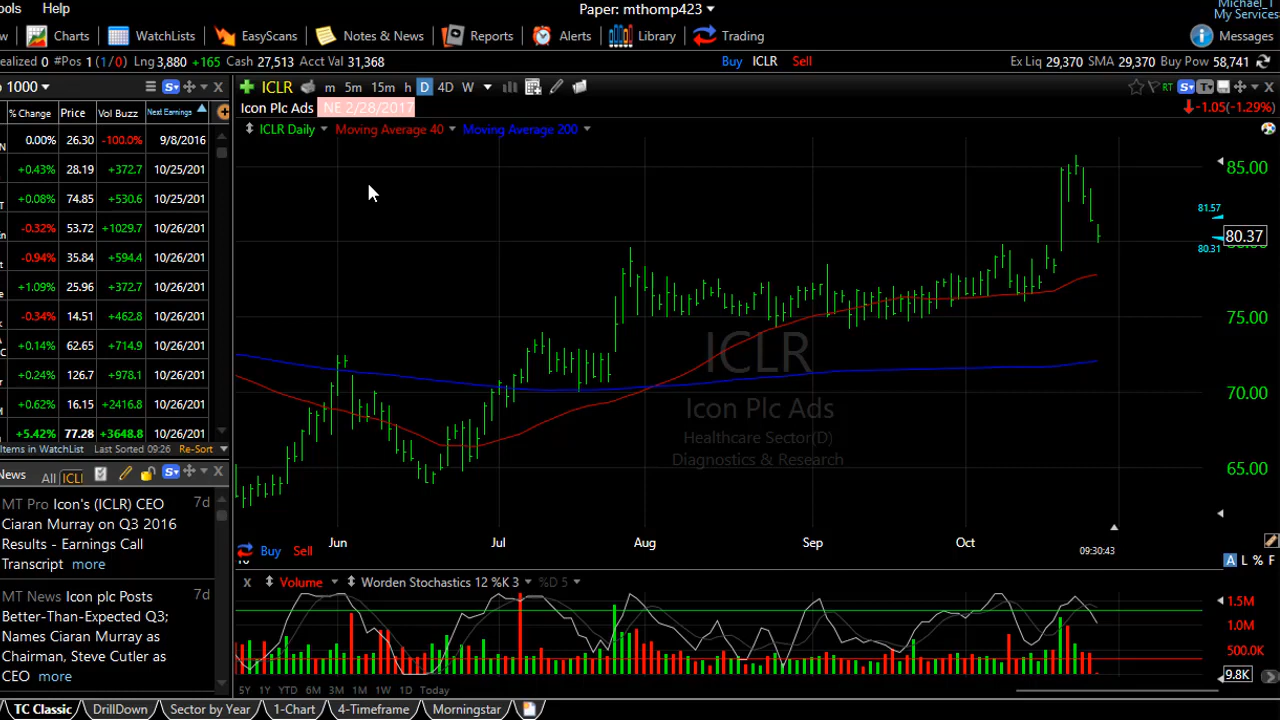 ools Help Paper: mthomp423 Michael_T
My Services
w Charts WatchLists EasyScans Notes & News Reports Alerts Library Trading Messages
ealized 0 #Pos 1 (1/0) Lng 3,880 +165 Cash 27,513 Acct Val 31,368 Buy ICLR Sell Ex Liq 29,370 SMA 29,370 Buy Pow 58,741
1000 S ICLR m 5m 15m h D 4D W RT S T
Icon Plc Ads NE 2/28/2017 -1.05(-1.29%)
% Change Price Vol Buzz Next Earnings
ICLR Daily Moving Average 40 Moving Average 200
0.00% 26.30 -100.0% 9/8/2016
+0.43% 28.19 +372.7 10/25/201
+0.08% 74.85 +530.6 10/25/201
-0.32% 53.72 +1029.7 10/26/201
-0.94% 35.84 +594.4 10/26/201
+1.09% 25.96 +372.7 10/26/201
-0.34% 14.51 +462.8 10/26/201
+0.14% 62.65 +714.9 10/26/201
+0.24% 126.7 +978.1 10/26/201
+0.62% 16.15 +2416.8 10/26/201
+5.42% 77.28 +3648.8 10/26/201
Items in WatchList Last Sorted 09:26 Re-Sort
85.00
81.57
80.37
80.31
75.00
70.00
65.00
ICLR
Icon Plc Ads
Healthcare Sector(D)
Diagnostics & Research
Jun Jul Aug Sep Oct
09:30:43
Buy Sell
A L % F
News All ICLI S
MT Pro Icon's (ICLR) CEO 7d
Ciaran Murray on Q3 2016
Results - Earnings Call
Transcript more
MT News Icon plc Posts 7d
Better-Than-Expected Q3;
Names Ciaran Murray as
Chairman, Steve Cutler as
CEO more
X Volume Worden Stochastics 12 %K 3 %D 5
1.5M
1.0M
500.0K
9.8K
5Y 1Y YTD 6M 3M 1M 1W 1D Today
TC Classic DrillDown Sector by Year 1-Chart 4-Timeframe Morningstar